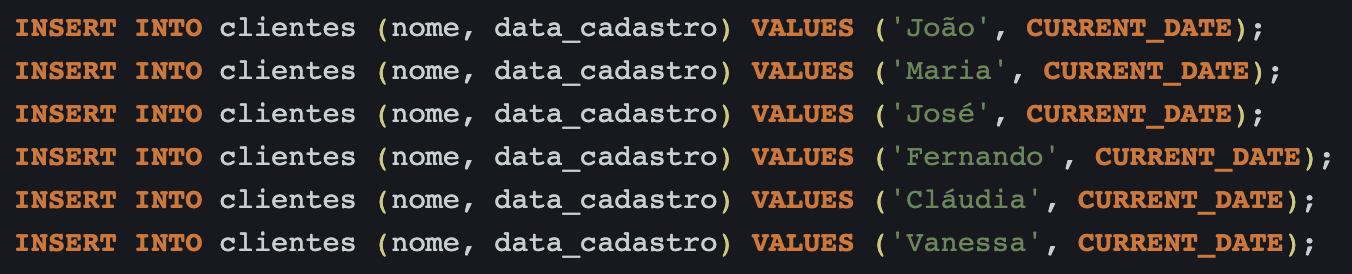 INSERT INTO clientes (nome, data_cadastro) VALUES ('João', CURRENT_DATE);
INSERT INTO clientes (nome, data_cadastro) VALUES ('Maria', CURRENT_DATE);
INSERT INTO clientes (nome, data_cadastro) VALUES ('José', CURRENT_DATE);
INSERT INTO clientes (nome, data_cadastro) VALUES ('Fernando', CURRENT_DATE);
INSERT INTO clientes (nome, data_cadastro) VALUES ('Cláudia', CURRENT_DATE);
INSERT INTO clientes (nome, data_cadastro) VALUES ('Vanessa', CURRENT_DATE);